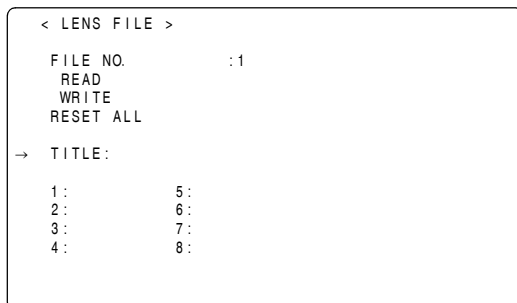 < LENS FILE >
FILE NO. :1
READ
WRITE
RESET ALL
→ TITLE:
1: 5:
2: 6:
3: 7:
4: 8: